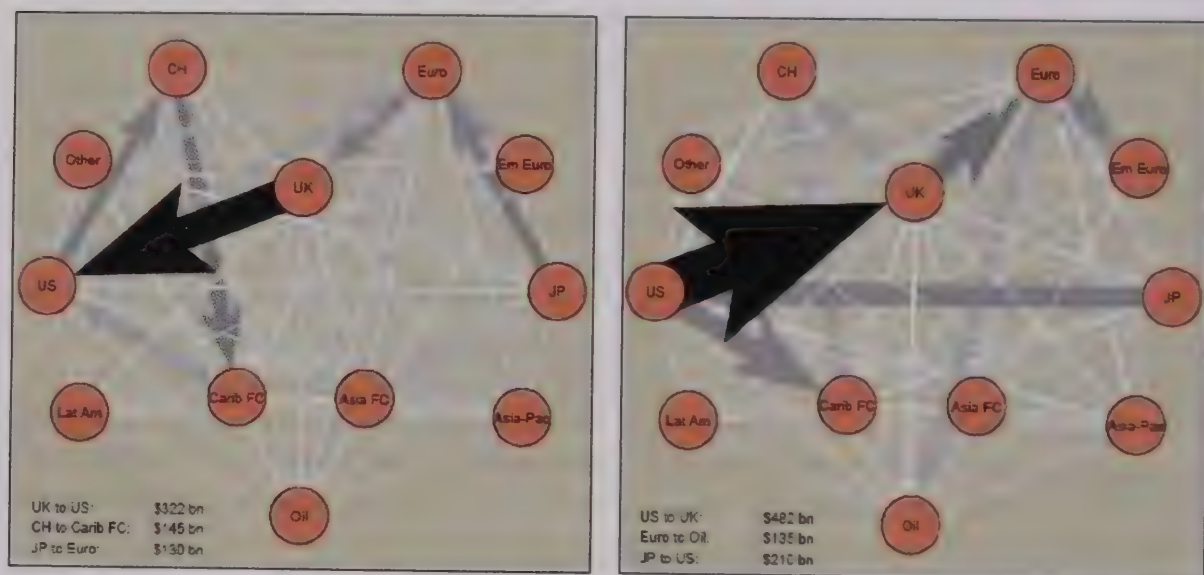 CH
Euro
Other
Em Euro
UK
US
JP
Lat Am
Carib FC
Asia FC
Asia-Pac
Oil
UK to US: $322 bn
CH to Carib FC: $145 bn
JP to Euro: $130 bn
CH
Euro
Other
Em Euro
UK
US
JP
Lat Am
Carib FC
Asia FC
Asia-Pac
Oil
US to UK: $482 bn
Euro to Oil: $135 bn
JP to US: $210 bn